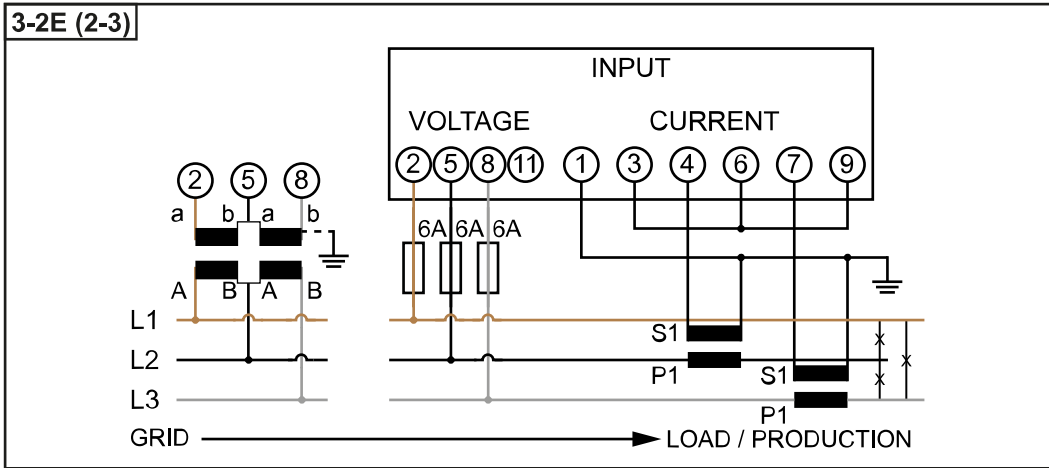 3-2E (2-3)
INPUT
VOLTAGE CURRENT
2 5 8 11 1 3 4 6 7 9
2 5 8
a b a b
6A 6A 6A
A B A B
L1
S1
L2
P1 S1
L3
P1
GRID LOAD / PRODUCTION